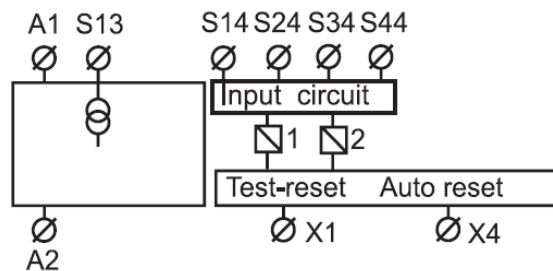 A1 S13 S14 S24 S34 S44
Input circuit
1 2
Test-reset Auto reset
A2 X1 X4